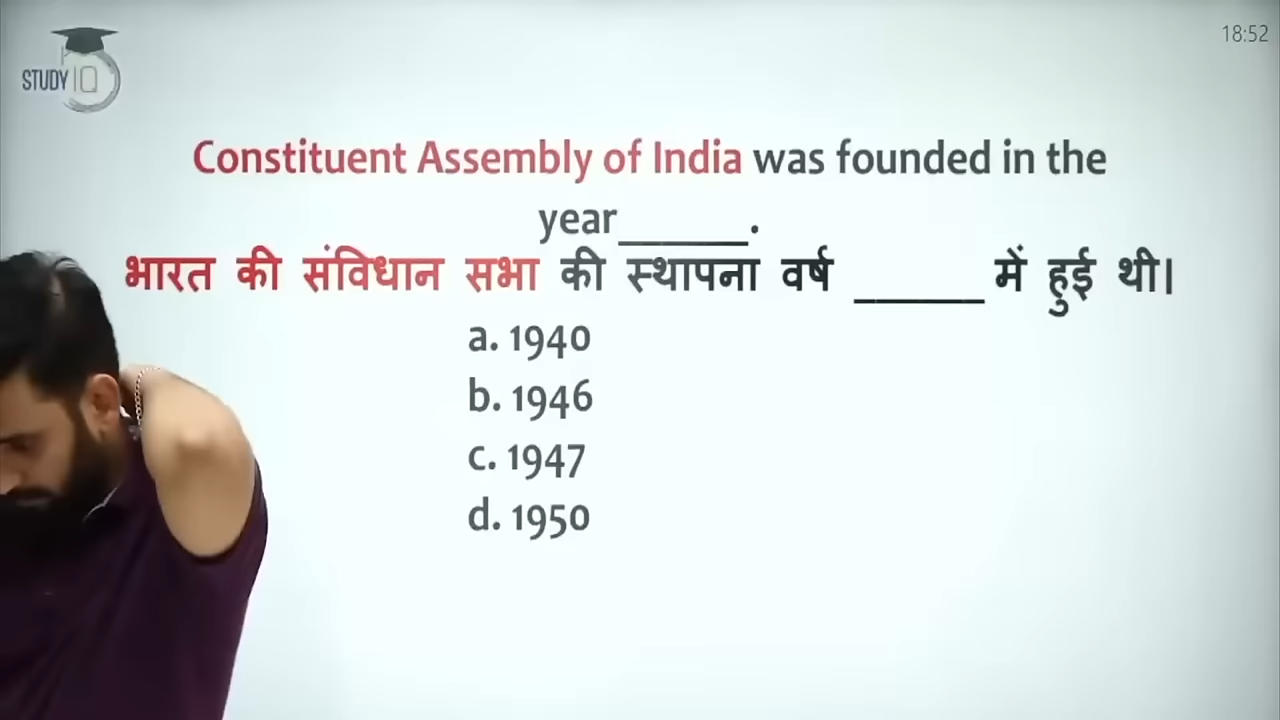 18:52
STUDY IQ
Constituent Assembly of India was founded in the
year______.
भारत की संविधान सभा की स्थापना वर्ष ______ में हुई थी।
a. 1940
b. 1946
c. 1947
d. 1950